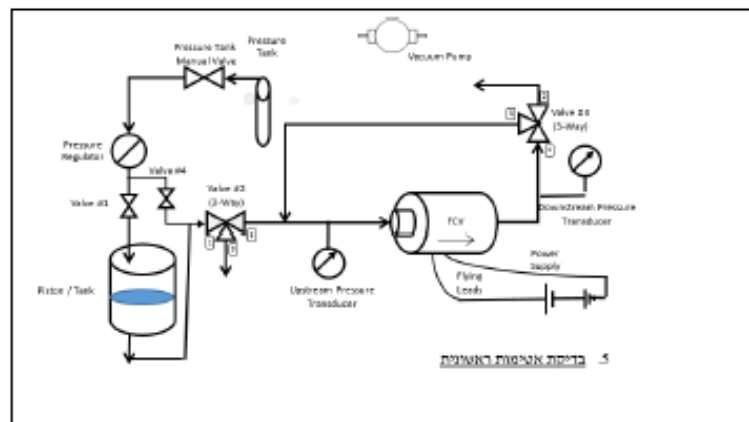 Pressure Tank
Manual Valve
Pressure
Tank
Vacuum Pump
Valve #3
(3-Way)
Pressure
Regulator
Valve #4
Valve #1
Valve #2
(3-Way)
FCV
Downstream Pressure
Transducer
Power
Supply
Flying
Leads
Piston / Tank
Upstream Pressure
Transducer
5. בדיקת אטימות ראשונית